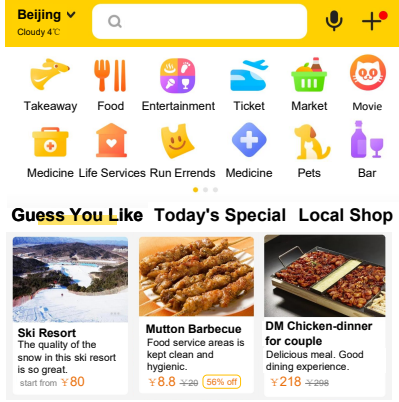 Beijing
Cloudy 4℃
Takeaway Food Entertainment Ticket Market Movie
Medicine Life Services Run Errends Medicine Pets Bar
Guess You Like Today's Special Local Shop
Ski Resort
The quality of the
snow in this ski resort
is so great.
start from ￥80
Mutton Barbecue
Food service areas is
kept clean and
hygienic.
￥8.8 ￥20 56% off
DM Chicken-dinner
for couple
Delicious meal. Good
dining experience.
￥218 ￥298